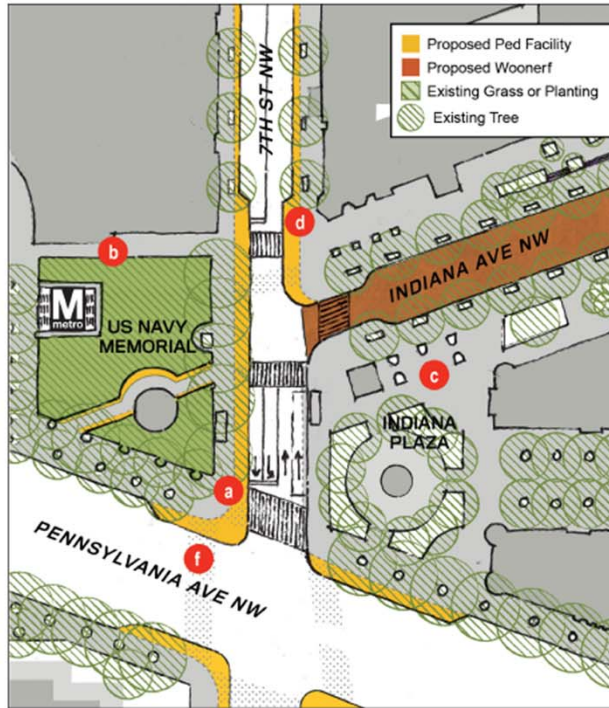 Proposed Ped Facility
Proposed Woonerf
Existing Grass or Planting
Existing Tree
7TH ST NW
d
b
INDIANA AVE NW
M
metro
US NAVY
MEMORIAL
c
INDIANA
PLAZA
a
f
PENNSYLVANIA AVE NW